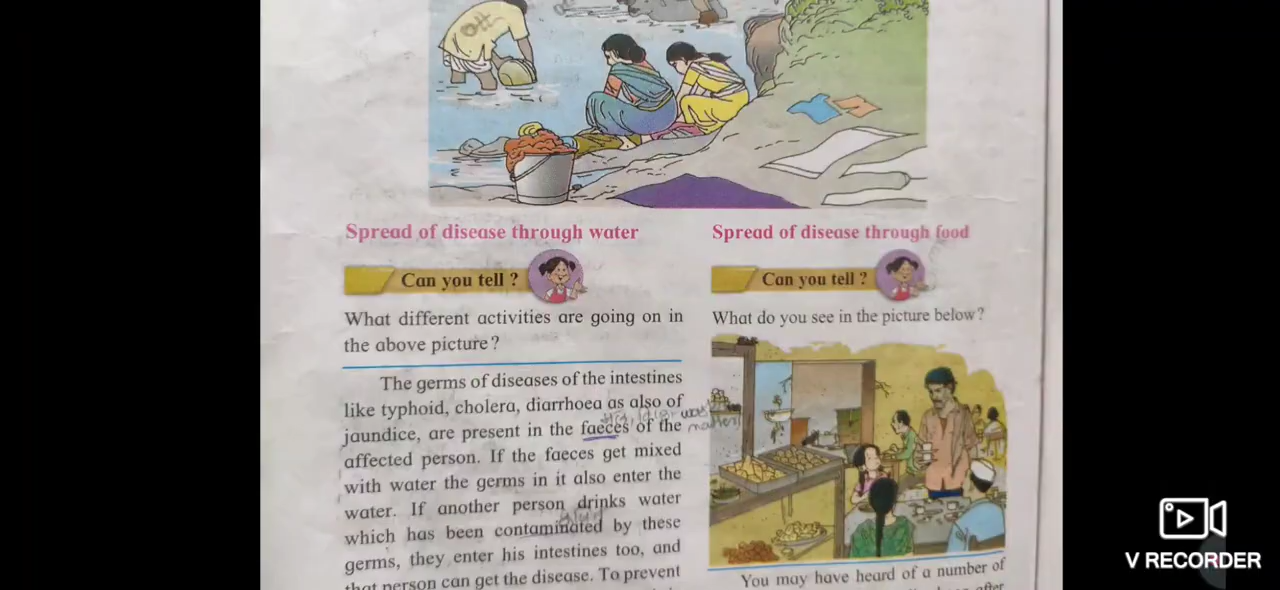 Spread of disease through water
Can you tell ?
What different activities are going on in
the above picture?
The germs of diseases of the intestines
like typhoid, cholera, diarrhoea as also of
jaundice, are present in the faeces of the
affected person. If the faeces get mixed
with water the germs in it also enter the
water. If another person drinks water
which has been contaminated by these
germs, they enter his intestines too, and
that person can get the disease. To prevent
Spread of disease through food
Can you tell ?
What do you see in the picture below?
You may have heard of a number of
after
V RECORDER